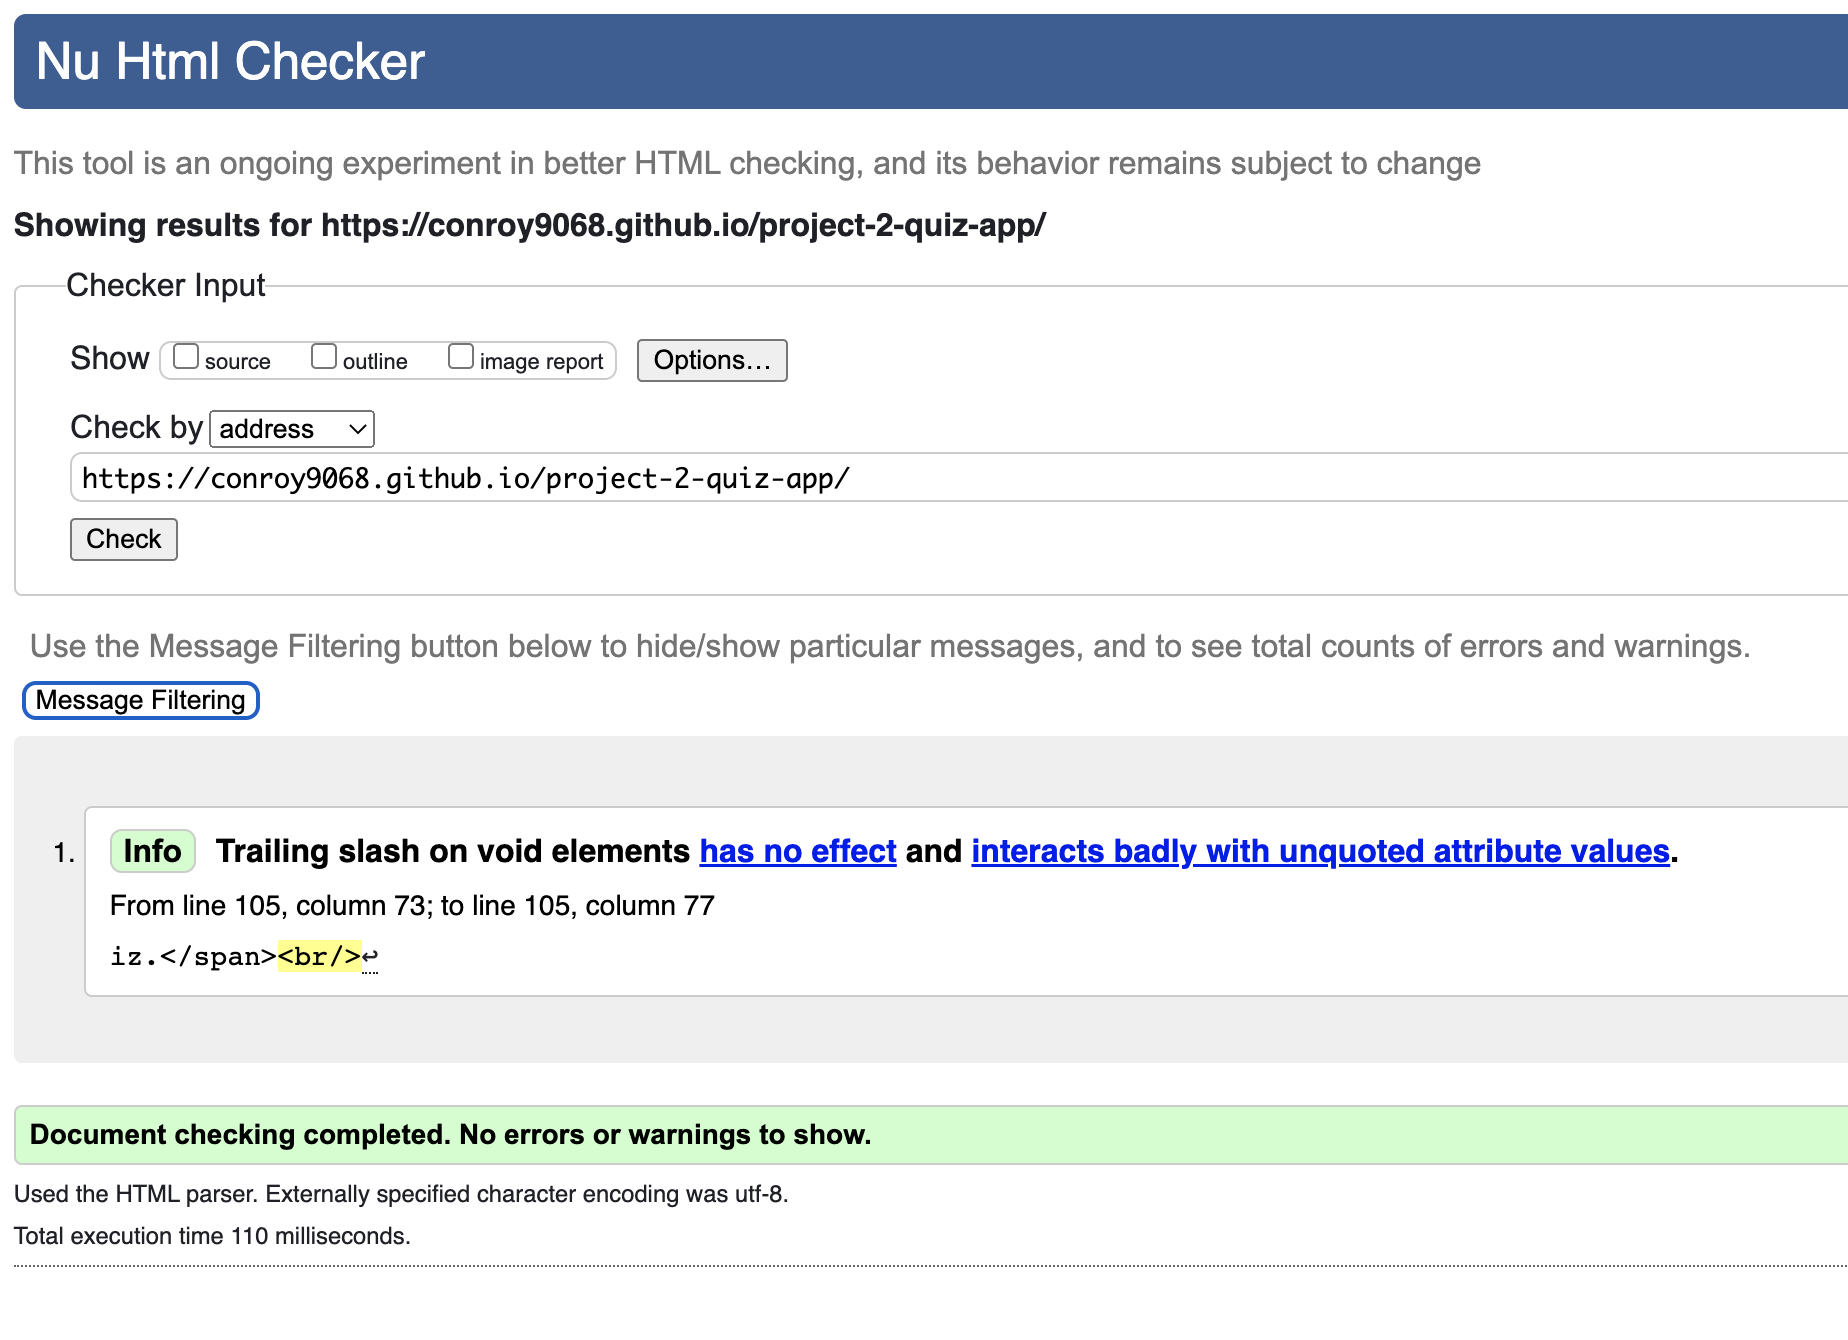 Nu Html Checker
This tool is an ongoing experiment in better HTML checking, and its behavior remains subject to change
Showing results for https://conroy9068.github.io/project-2-quiz-app/
Checker Input
Show source outline image report Options...
Check by address
https://conroy9068.github.io/project-2-quiz-app/
Check
Use the Message Filtering button below to hide/show particular messages, and to see total counts of errors and warnings.
Message Filtering
1. Info Trailing slash on void elements has no effect and interacts badly with unquoted attribute values.
From line 105, column 73; to line 105, column 77
iz.</span><br/>↩
Document checking completed. No errors or warnings to show.
Used the HTML parser. Externally specified character encoding was utf-8.
Total execution time 110 milliseconds.